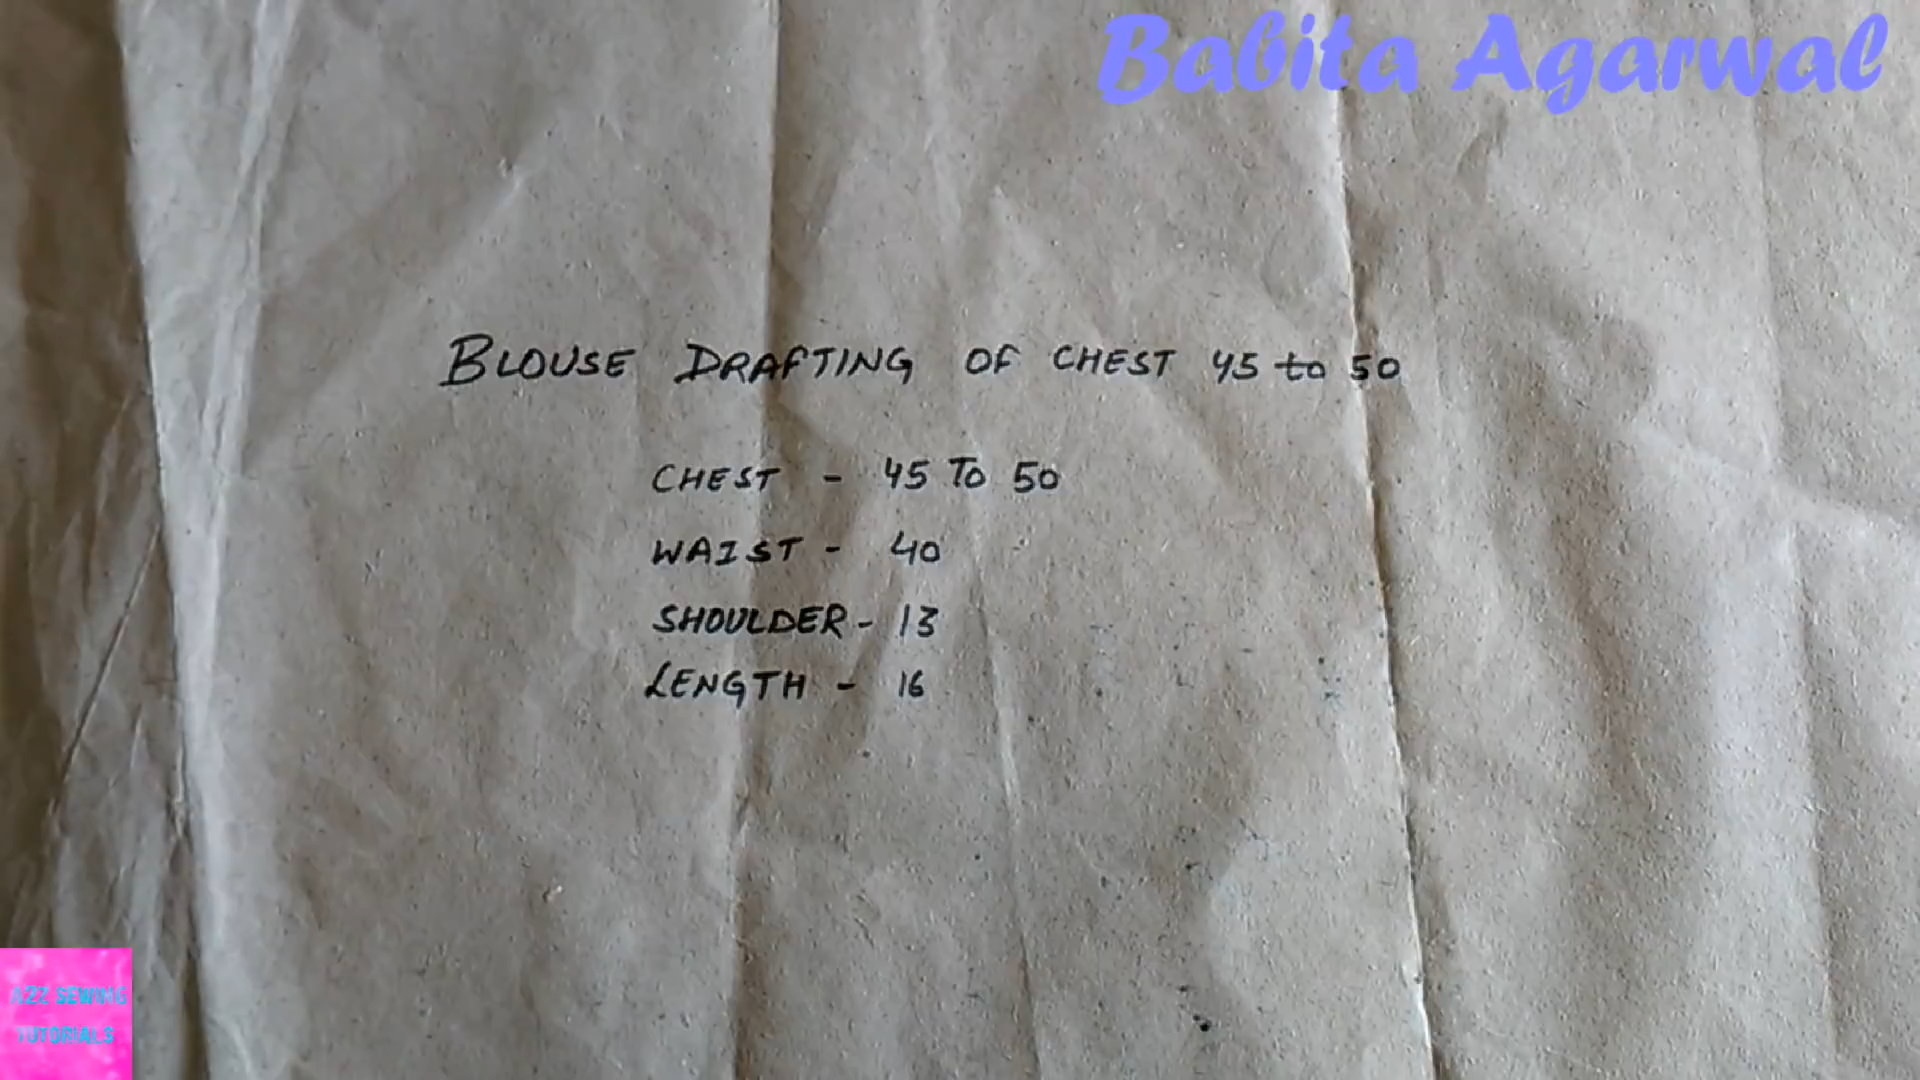 Babita Agarwal
BLOUSE DRAFTING OF CHEST 45 to 50
CHEST - 45 TO 50
WAIST - 40
SHOULDER - 13
LENGTH - 16
A2Z SEWING
TUTORIALS